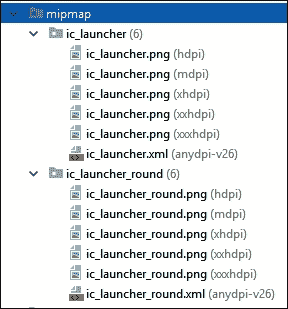 mipmap
ic_launcher (6)
ic_launcher.png (hdpi)
ic_launcher.png (mdpi)
ic_launcher.png (xhdpi)
ic_launcher.png (xxhdpi)
ic_launcher.png (xxxhdpi)
ic_launcher.xml (anydpi-v26)
ic_launcher_round (6)
ic_launcher_round.png (hdpi)
ic_launcher_round.png (mdpi)
ic_launcher_round.png (xhdpi)
ic_launcher_round.png (xxhdpi)
ic_launcher_round.png (xxxhdpi)
ic_launcher_round.xml (anydpi-v26)